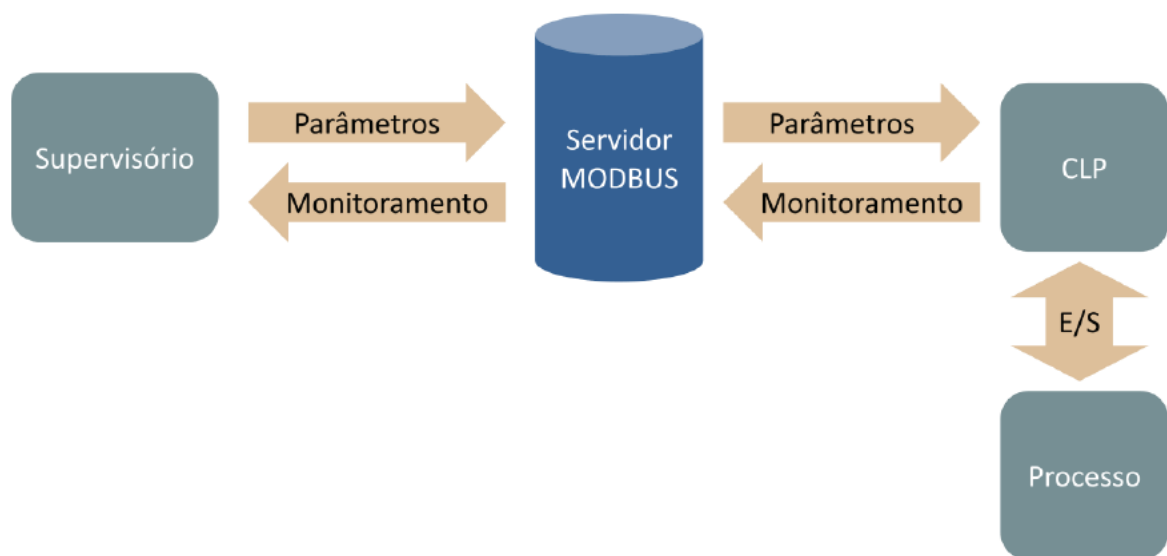 Supervisório
Parâmetros
Monitoramento
Servidor
MODBUS
Parâmetros
Monitoramento
CLP
E/S
Processo